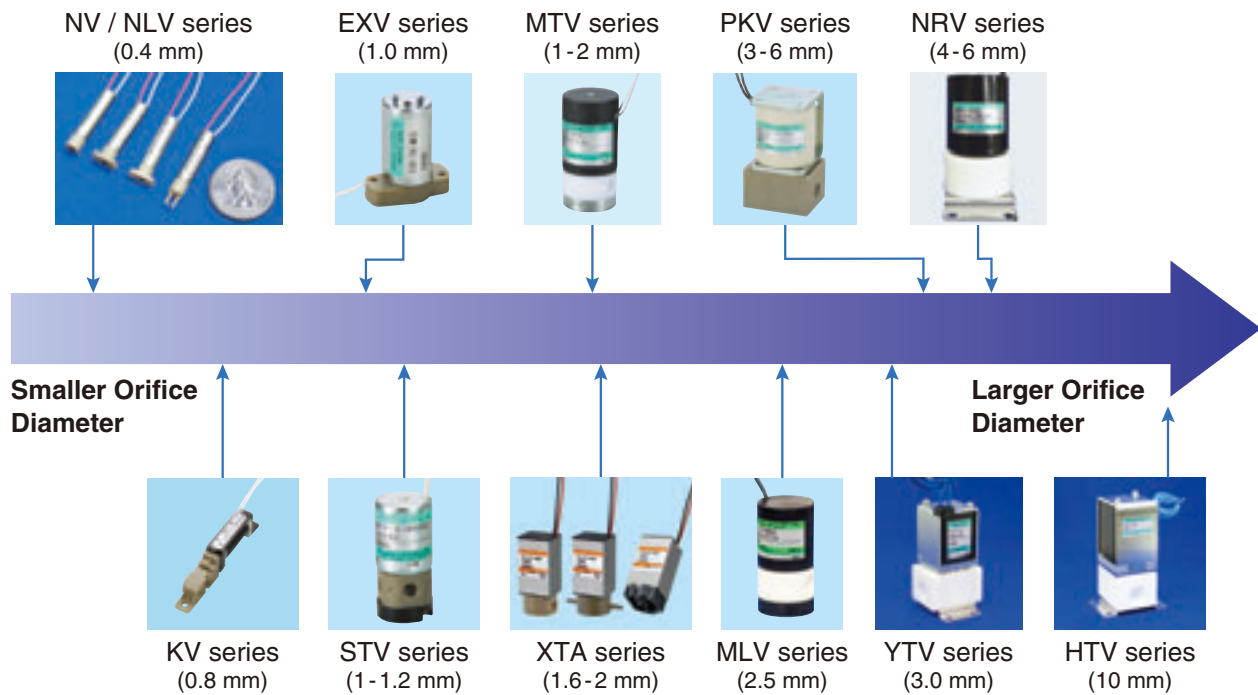 NV / NLV series
(0.4 mm)
EXV series
(1.0 mm)
MTV series
(1-2 mm)
PKV series
(3-6 mm)
NRV series
(4-6 mm)
Smaller Orifice
Diameter
Larger Orifice
Diameter
KV series
(0.8 mm)
STV series
(1-1.2 mm)
XTA series
(1.6-2 mm)
MLV series
(2.5 mm)
YTV series
(3.0 mm)
HTV series
(10 mm)